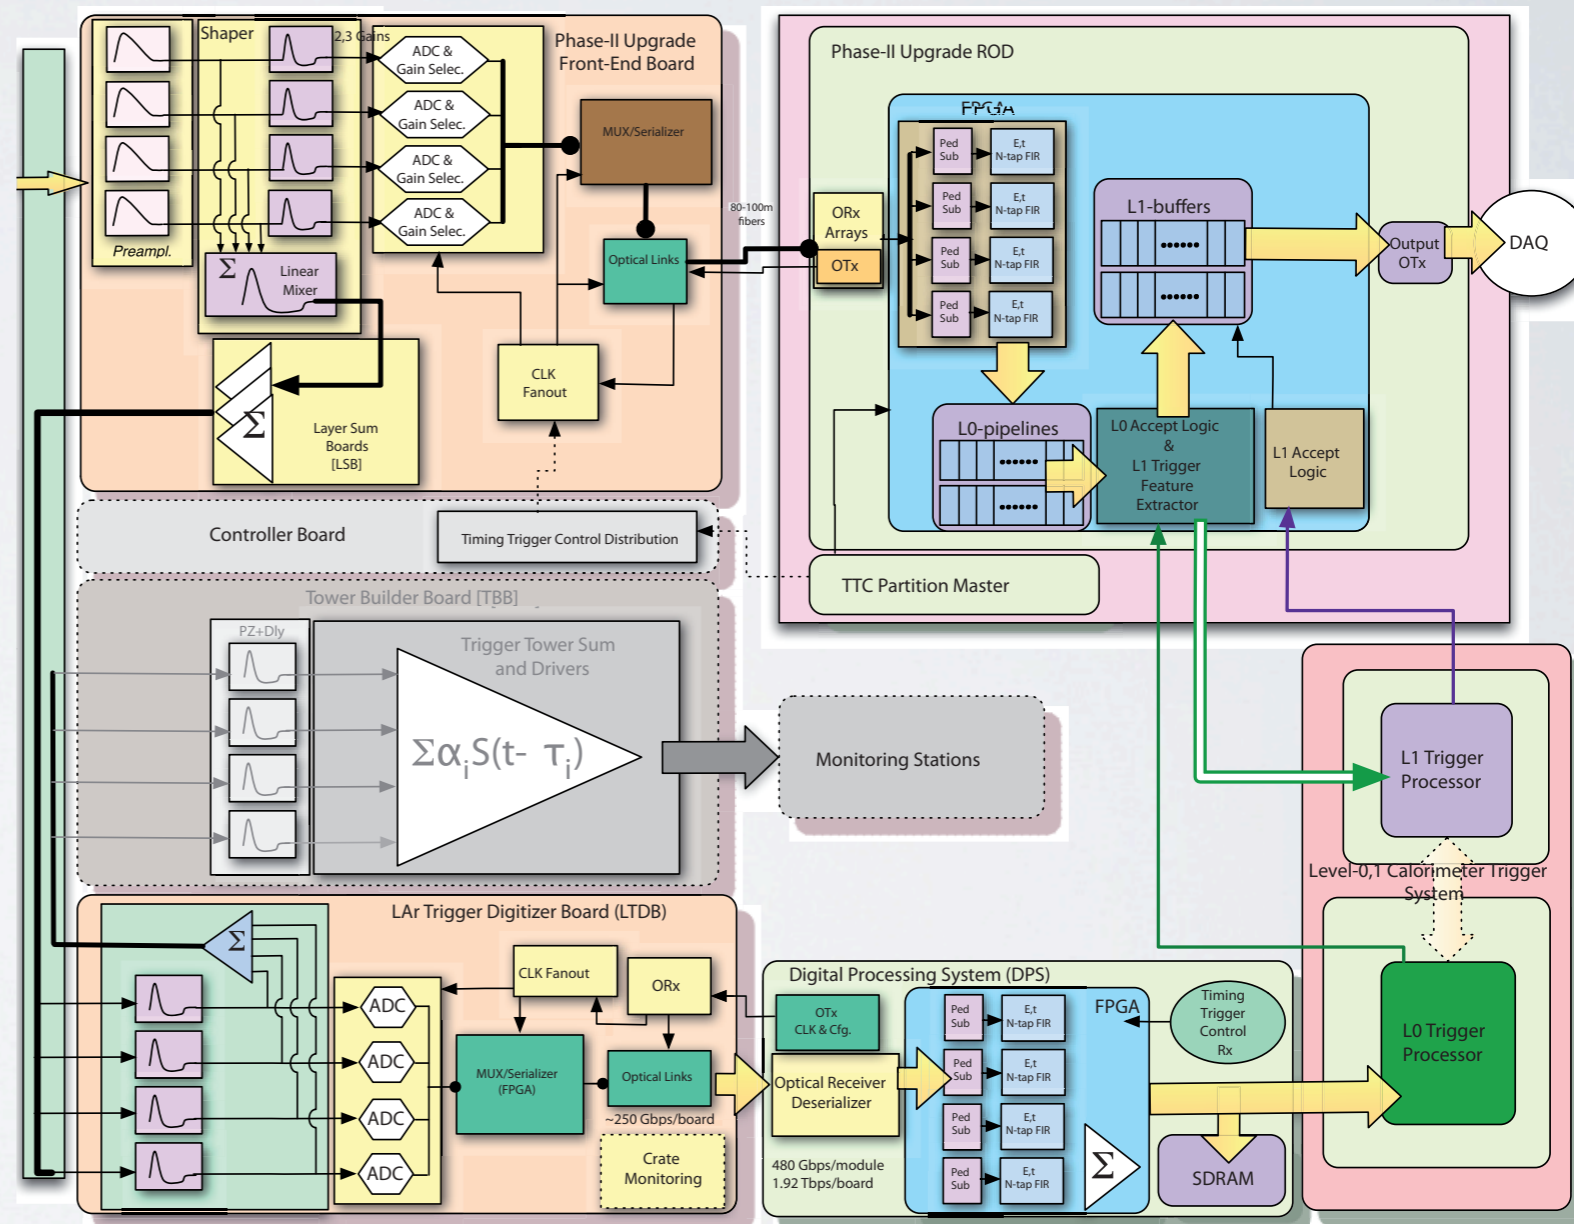 Shaper
2,3 Gains
Preampl.
Σ
Linear
Mixer
ADC &
Gain Selec.
ADC &
Gain Selec.
ADC &
Gain Selec.
ADC &
Gain Selec.
Phase-II Upgrade
Front-End Board
MUX/Serializer
Optical Links
CLK
Fanout
Σ
Layer Sum
Boards
[LSB]
80-100m
fibers
Phase-II Upgrade ROD
ORx
Arrays
OTx
FPGA
Ped
Sub
E,t
N-tap FIR
Ped
Sub
E,t
N-tap FIR
Ped
Sub
E,t
N-tap FIR
Ped
Sub
E,t
N-tap FIR
L1-buffers
L0-pipelines
L0 Accept Logic
&
L1 Trigger
Feature
Extractor
L1 Accept
Logic
Output
OTx
DAQ
Controller Board
Timing Trigger Control Distribution
TTC Partition Master
Tower Builder Board [TBB]
PZ+Dly
Trigger Tower Sum
and Drivers
ΣαᵢS(t- τᵢ)
Monitoring Stations
L1 Trigger
Processor
Level-0,1 Calorimeter Trigger
System
L0 Trigger
Processor
LAr Trigger Digitizer Board (LTDB)
Σ
ADC
ADC
ADC
ADC
CLK Fanout
ORx
MUX/Serializer
(FPGA)
Optical Links
~250 Gbps/board
Crate
Monitoring
Digital Processing System (DPS)
OTx
CLK & Cfg.
Optical Receiver
Deserializer
480 Gbps/module
1.92 Tbps/board
FPGA
Ped
Sub
E,t
N-tap FIR
Ped
Sub
E,t
N-tap FIR
Ped
Sub
E,t
N-tap FIR
Ped
Sub
E,t
N-tap FIR
Σ
Timing
Trigger
Control
Rx
SDRAM